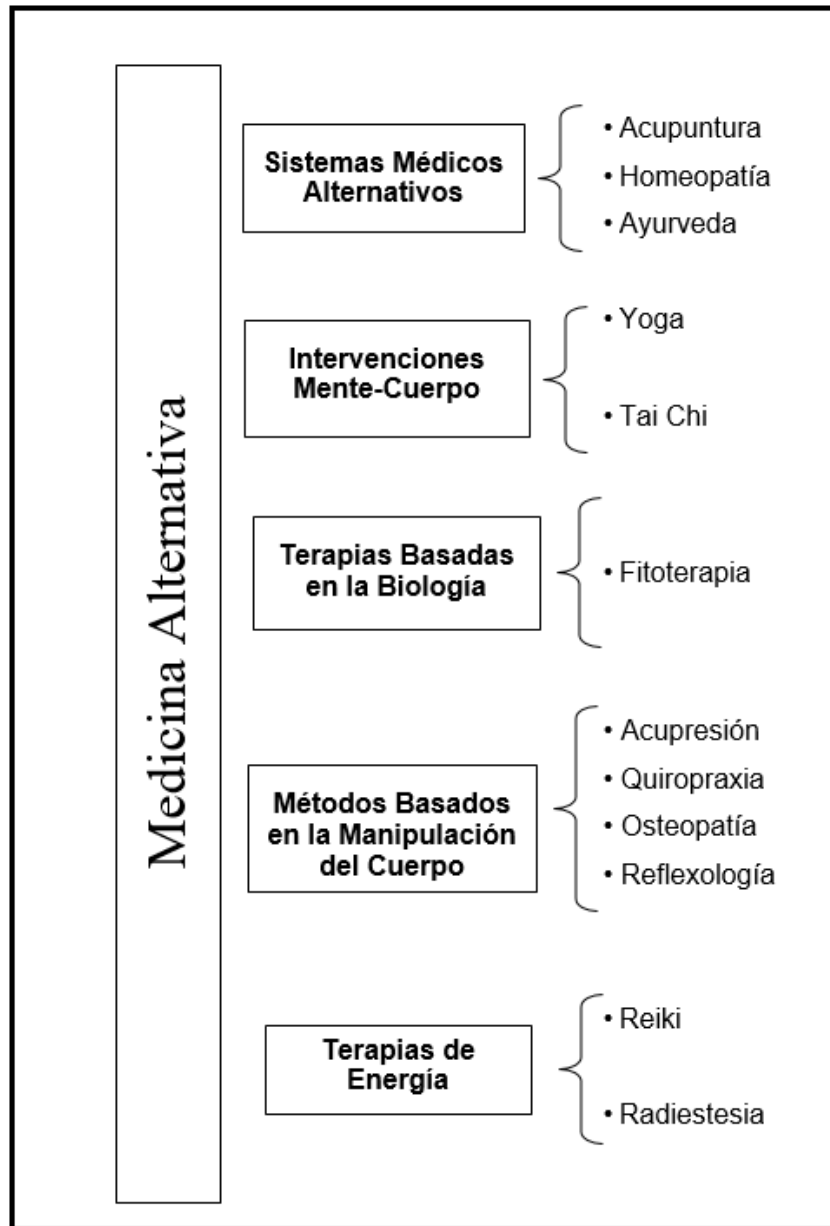 Medicina Alternativa
Sistemas Médicos
Alternativos
• Acupuntura
• Homeopatía
• Ayurveda
Intervenciones
Mente-Cuerpo
• Yoga
• Tai Chi
Terapias Basadas
en la Biología
• Fitoterapia
Métodos Basados
en la Manipulación
del Cuerpo
• Acupresión
• Quiropraxia
• Osteopatía
• Reflexología
Terapias de
Energía
• Reiki
• Radiestesia